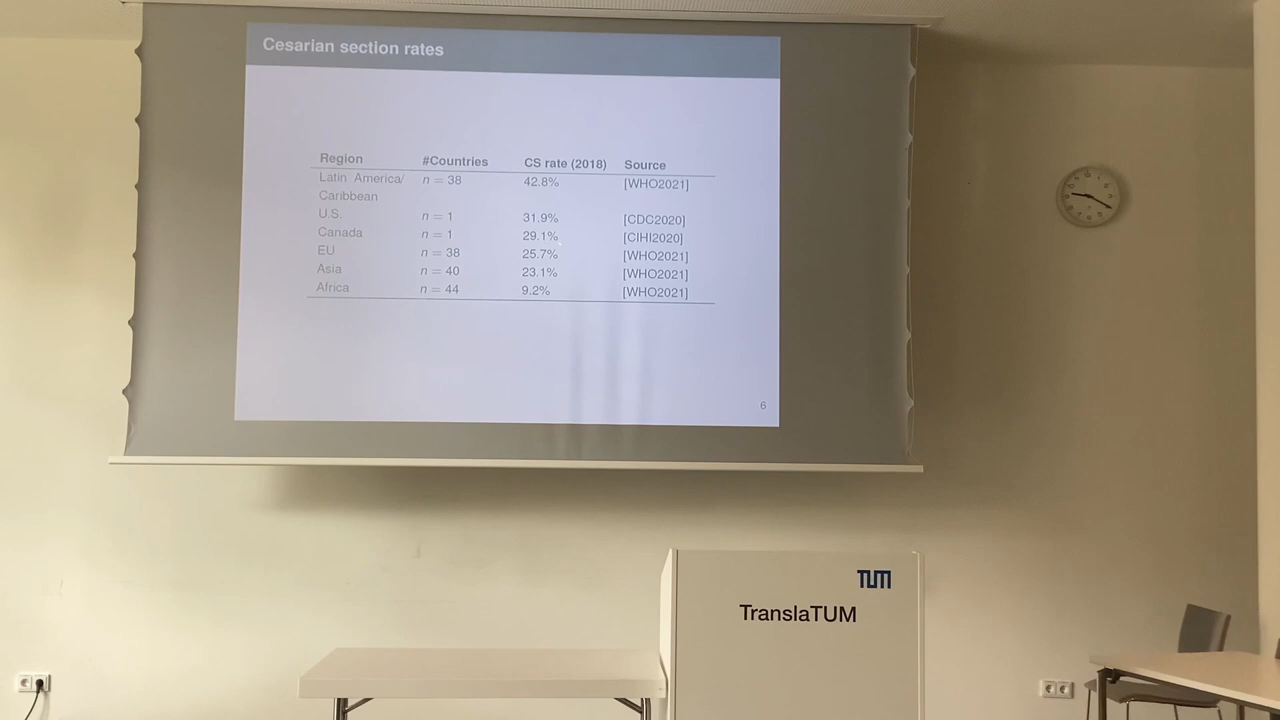 Cesarian section rates
Region #Countries CS rate (2018) Source
Latin America/ n = 38 42.8% [WHO2021]
Caribbean
U.S. n = 1 31.9% [CDC2020]
Canada n = 1 29.1% [CIHI2020]
EU n = 38 25.7% [WHO2021]
Asia n = 40 23.1% [WHO2021]
Africa n = 44 9.2% [WHO2021]
6
TUM
TranslaTUM